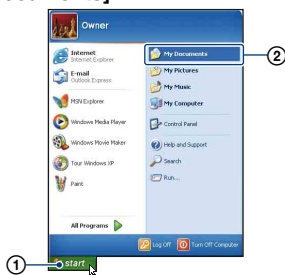 Owner
Internet
Internet Explorer
E-mail
Outlook Express
MSN Explorer
Windows Media Player
Windows Movie Maker
Tour Windows XP
Paint
All Programs
My Documents
My Pictures
My Music
My Computer
Control Panel
Help and Support
Search
Run...
Log Off
Turn Off Computer
start
1
2